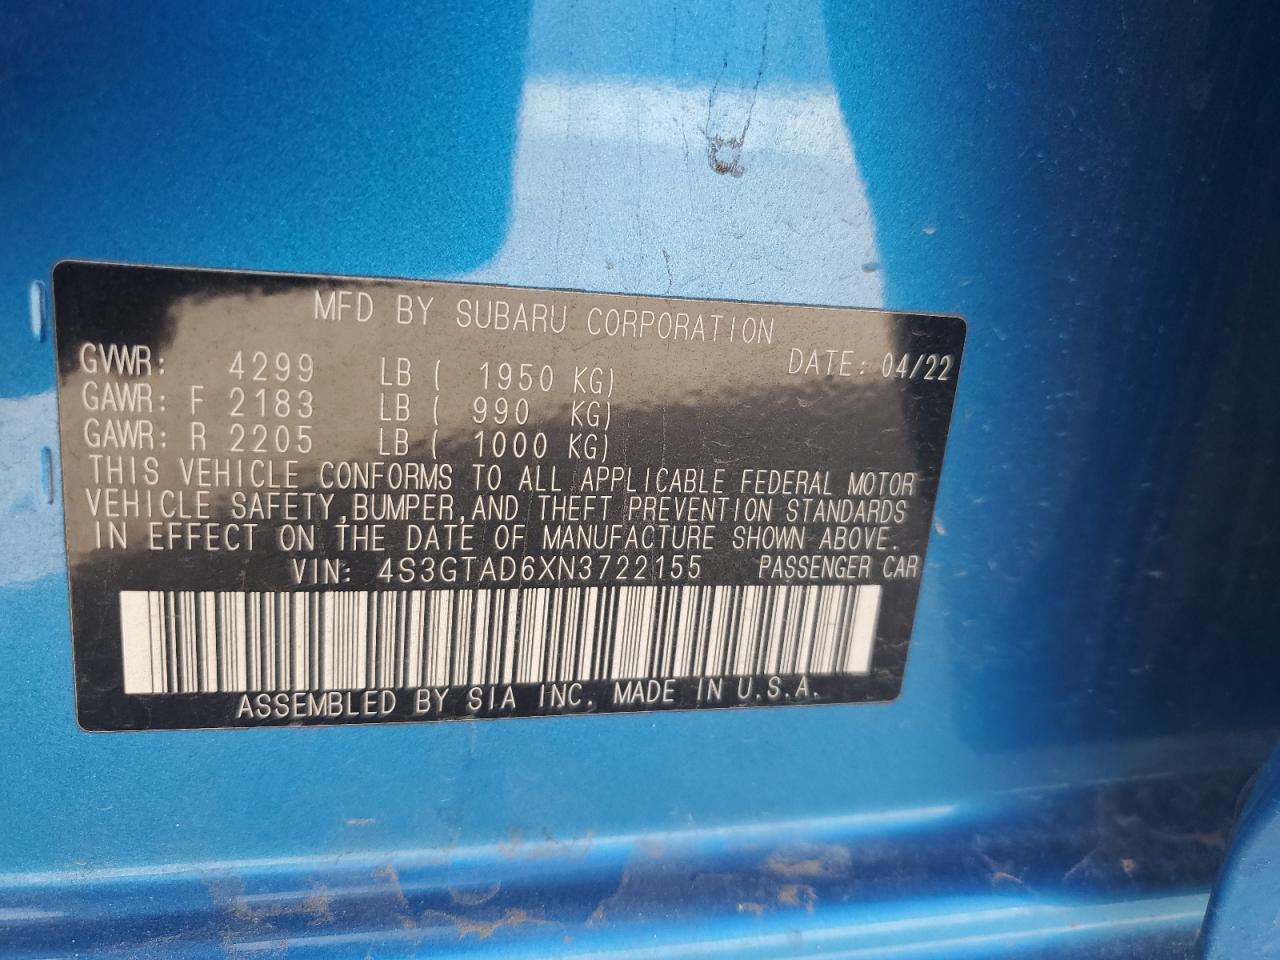 MFD BY SUBARU CORPORATION
GVWR: 4299 LB ( 1950 KG) DATE: 04/22
GAWR: F 2183 LB ( 990 KG)
GAWR: R 2205 LB ( 1000 KG)
THIS VEHICLE CONFORMS TO ALL APPLICABLE FEDERAL MOTOR
VEHICLE SAFETY, BUMPER, AND THEFT PREVENTION STANDARDS
IN EFFECT ON THE DATE OF MANUFACTURE SHOWN ABOVE.
VIN: 4S3GTAD6XN3722155 PASSENGER CAR
ASSEMBLED BY SIA INC. MADE IN U.S.A.